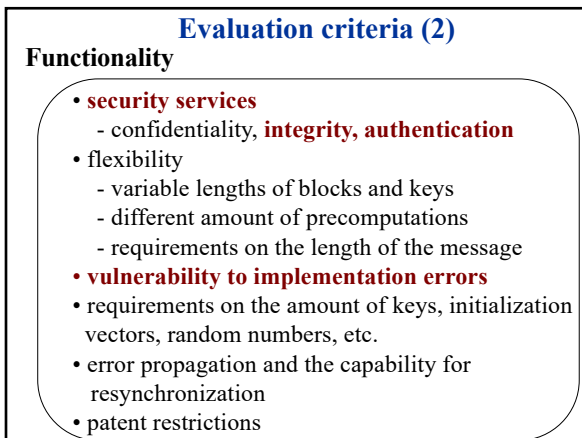 Evaluation criteria (2)
Functionality
• security services
- confidentiality, integrity, authentication
• flexibility
- variable lengths of blocks and keys
- different amount of precomputations
- requirements on the length of the message
• vulnerability to implementation errors
• requirements on the amount of keys, initialization
vectors, random numbers, etc.
• error propagation and the capability for
resynchronization
• patent restrictions